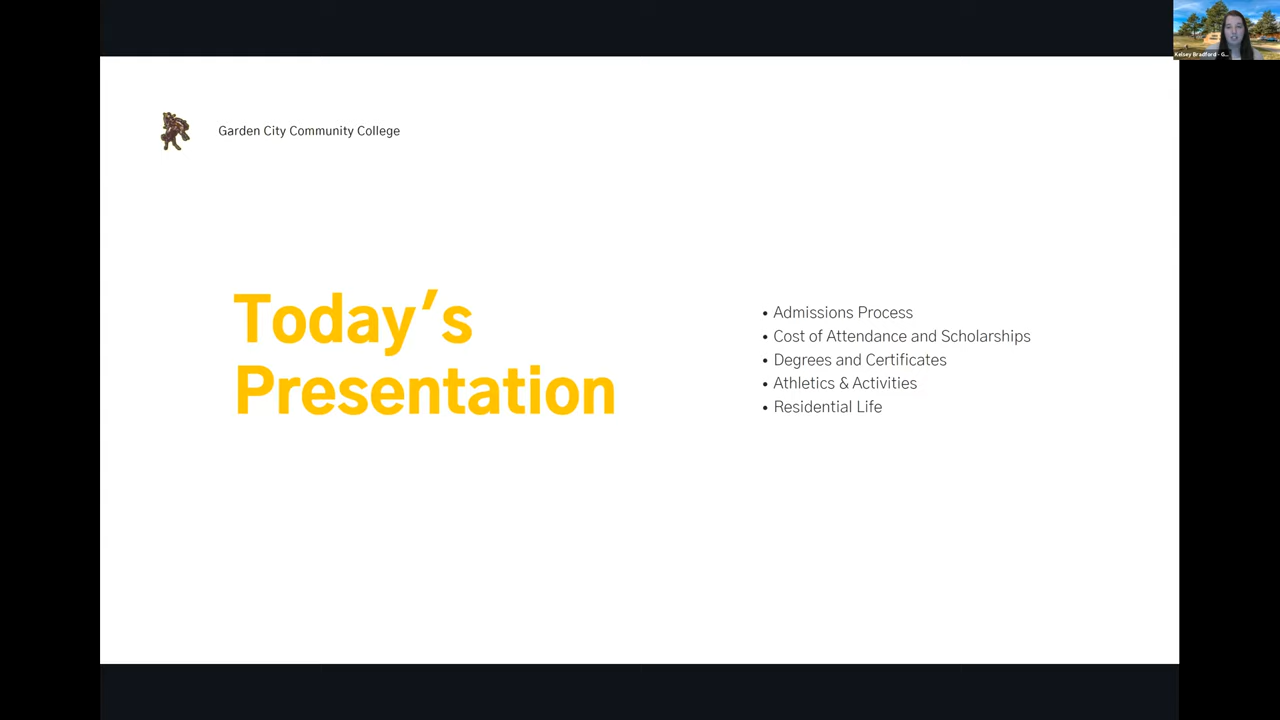 Kelsey Bradford - G...
Garden City Community College
Today's
Presentation
• Admissions Process
• Cost of Attendance and Scholarships
• Degrees and Certificates
• Athletics & Activities
• Residential Life